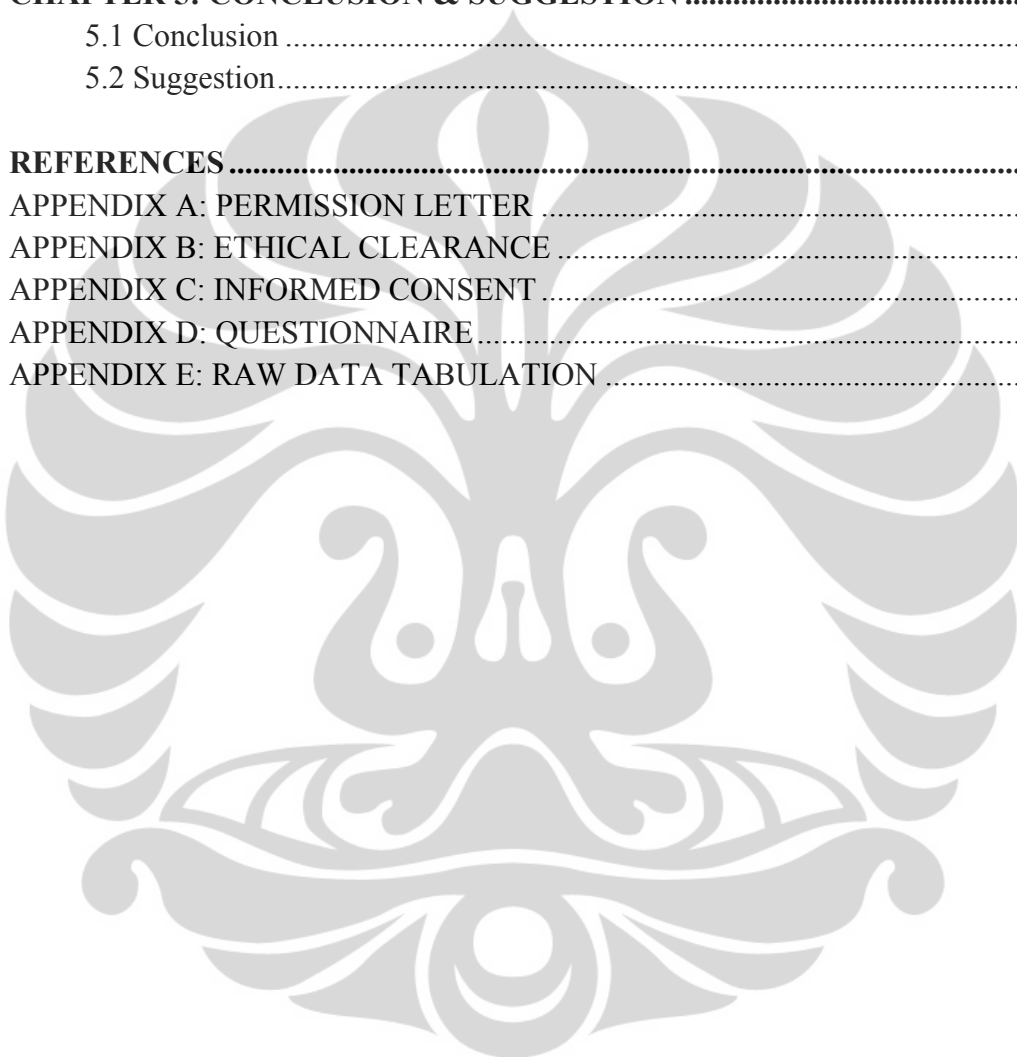 CHAPTER 5: CONCLUSION & SUGGESTION ........................................
5.1 Conclusion ........................................................................................
5.2 Suggestion.........................................................................................
REFERENCES ..................................................................................................
APPENDIX A: PERMISSION LETTER ............................................................
APPENDIX B: ETHICAL CLEARANCE ..........................................................
APPENDIX C: INFORMED CONSENT ............................................................
APPENDIX D: QUESTIONNAIRE....................................................................
APPENDIX E: RAW DATA TABULATION ....................................................